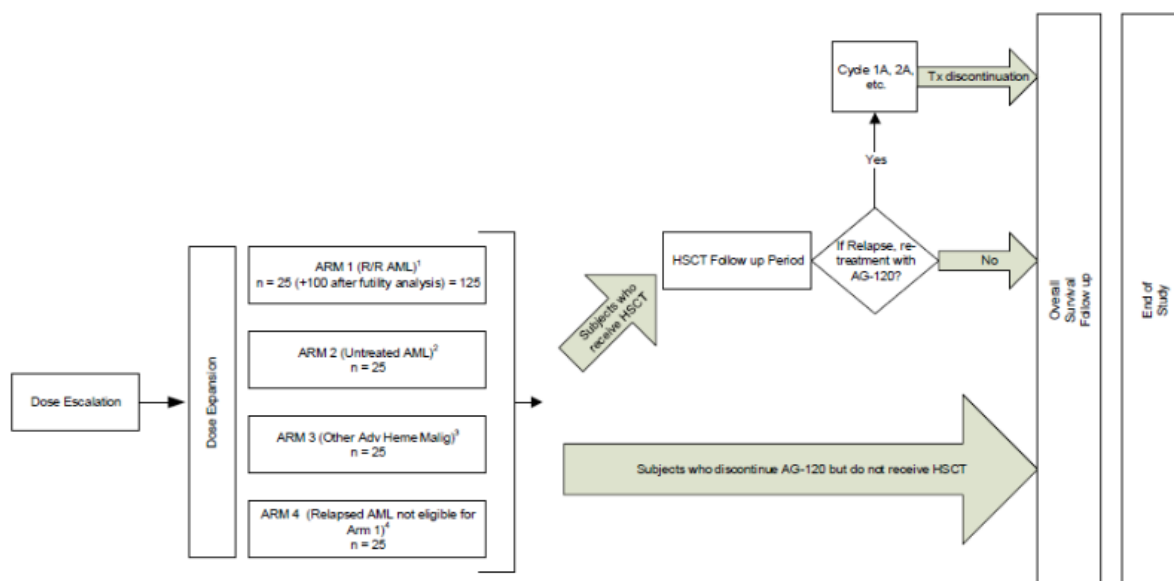 Dose Escalation
Dose Expansion
ARM 1 (R/R AML)¹
n = 25 (+100 after futility analysis) = 125
ARM 2 (Untreated AML)²
n = 25
ARM 3 (Other Adv Heme Malig)³
n = 25
ARM 4 (Relapsed AML not eligible for
Arm 1)⁴
n = 25
Subjects who
receive HSCT
HSCT Follow up Period
If Relapse, re-
treatment with
AG-120?
Yes
Cycle 1A, 2A,
etc.
Tx discontinuation
No
Subjects who discontinue AG-120 but do not receive HSCT
Overall
Survival
Follow up
End of
Study